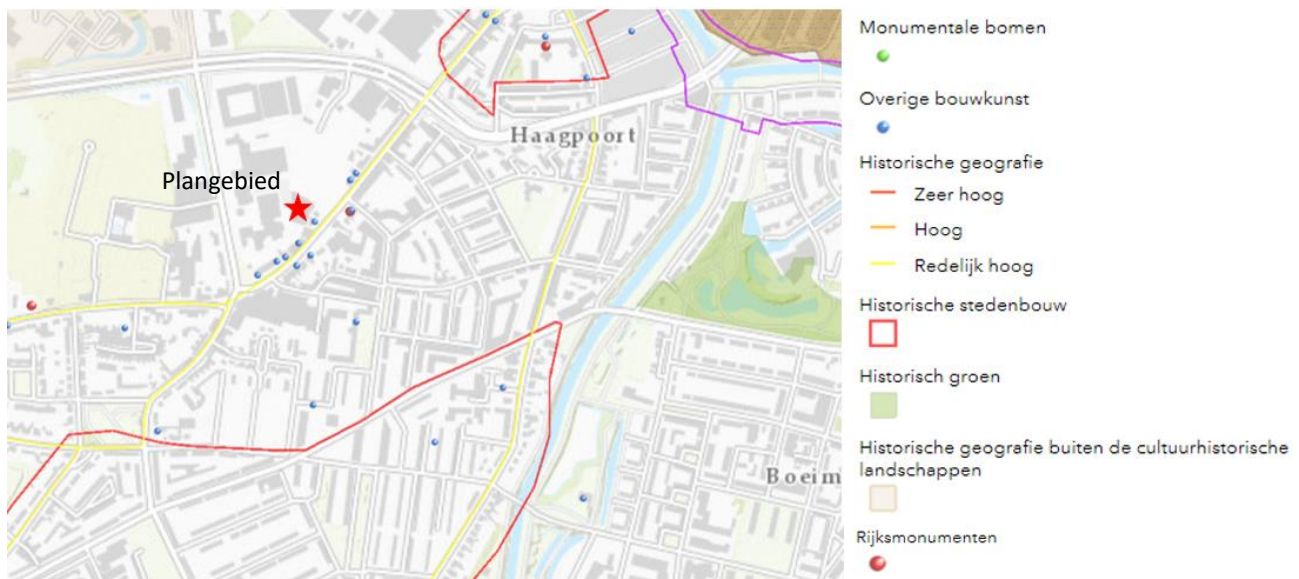 Haagpoort
Plangebied
Boeim
Monumentale bomen
Overige bouwkunst
Historische geografie
Zeer hoog
Hoog
Redelijk hoog
Historische stedenbouw
Historisch groen
Historische geografie buiten de cultuurhistorische
landschappen
Rijksmonumenten